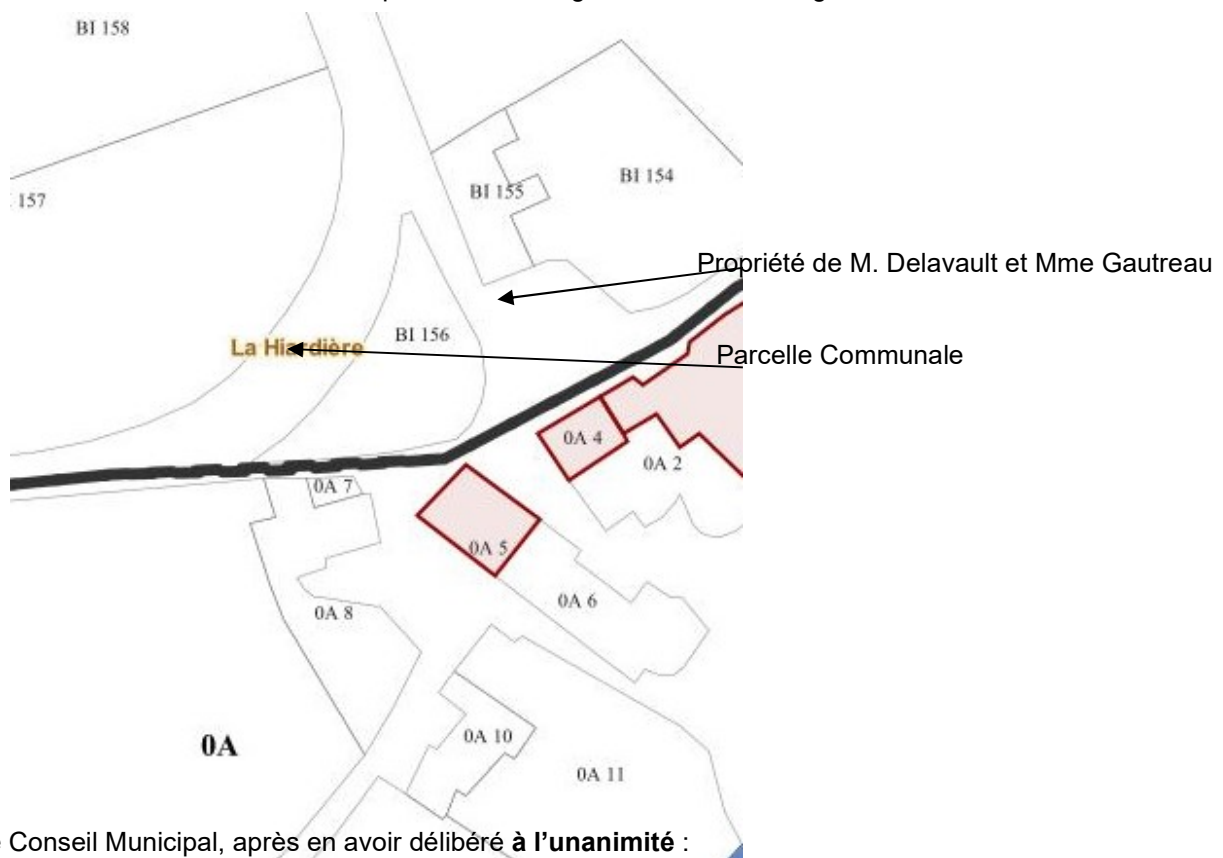 BI 158
BI 154
BI 155
157
Propriété de M. Delavault et Mme Gautreau
BI 156
La Hiardière
Parcelle Communale
0A 4
0A 2
0A 7
0A 5
0A 6
0A 8
0A 10
0A
0A 11
Conseil Municipal, après en avoir délibéré à l'unanimité :